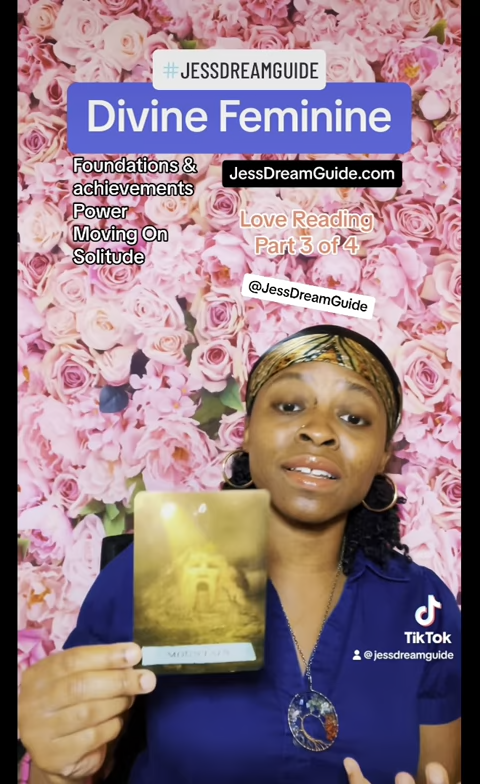 #JESSDREAMGUIDE
Divine Feminine
Foundations &
achievements
Power
Moving On
Solitude
JessDreamGuide.com
Love Reading
Part 3 of 4
@JessDreamGuide
TikTok
@jessdreamguide